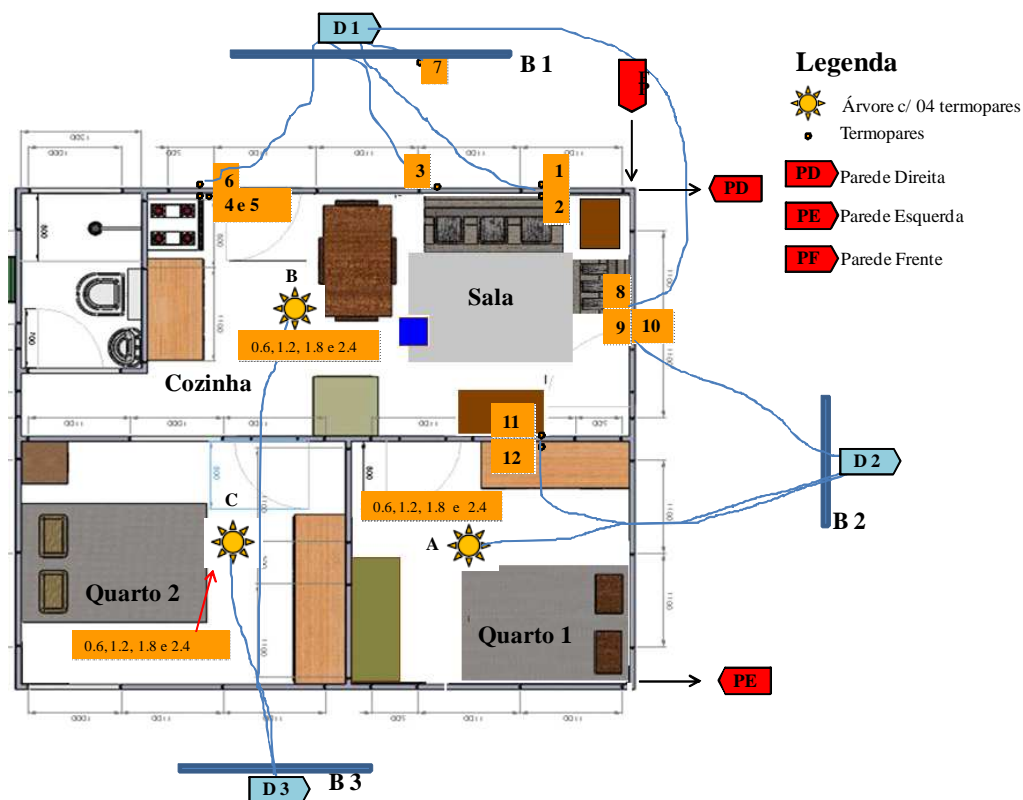 D 1
B 1
7
Legenda
Árvore c/ 04 termopares
Termopares
PD Parede Direita
PE Parede Esquerda
PF Parede Frente
6
4 e 5
3
1
2
PD
B
Sala
8
9
10
0.6, 1.2, 1.8 e 2.4
Cozinha
11
12
D 2
B 2
C
0.6, 1.2, 1.8 e 2.4
A
Quarto 2
Quarto 1
0.6, 1.2, 1.8 e 2.4
PE
B 3
D 3